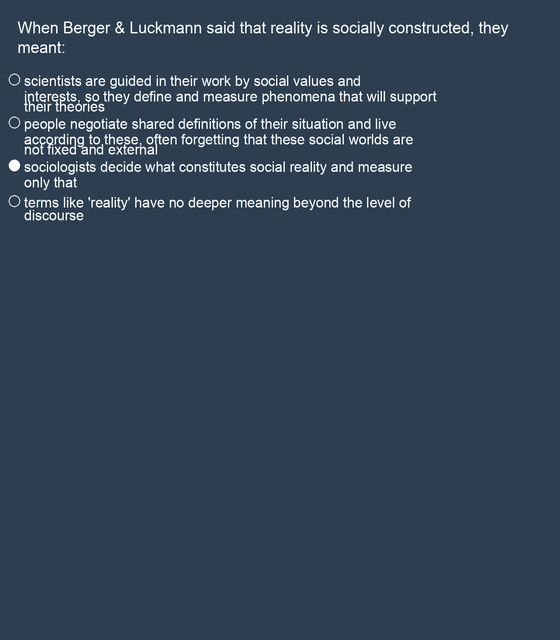 When Berger & Luckmann said that reality is socially constructed, they
meant:
scientists are guided in their work by social values and
interests, so they define and measure phenomena that will support
their theories
people negotiate shared definitions of their situation and live
according to these, often forgetting that these social worlds are
not fixed and external
sociologists decide what constitutes social reality and measure
only that
terms like 'reality' have no deeper meaning beyond the level of
discourse